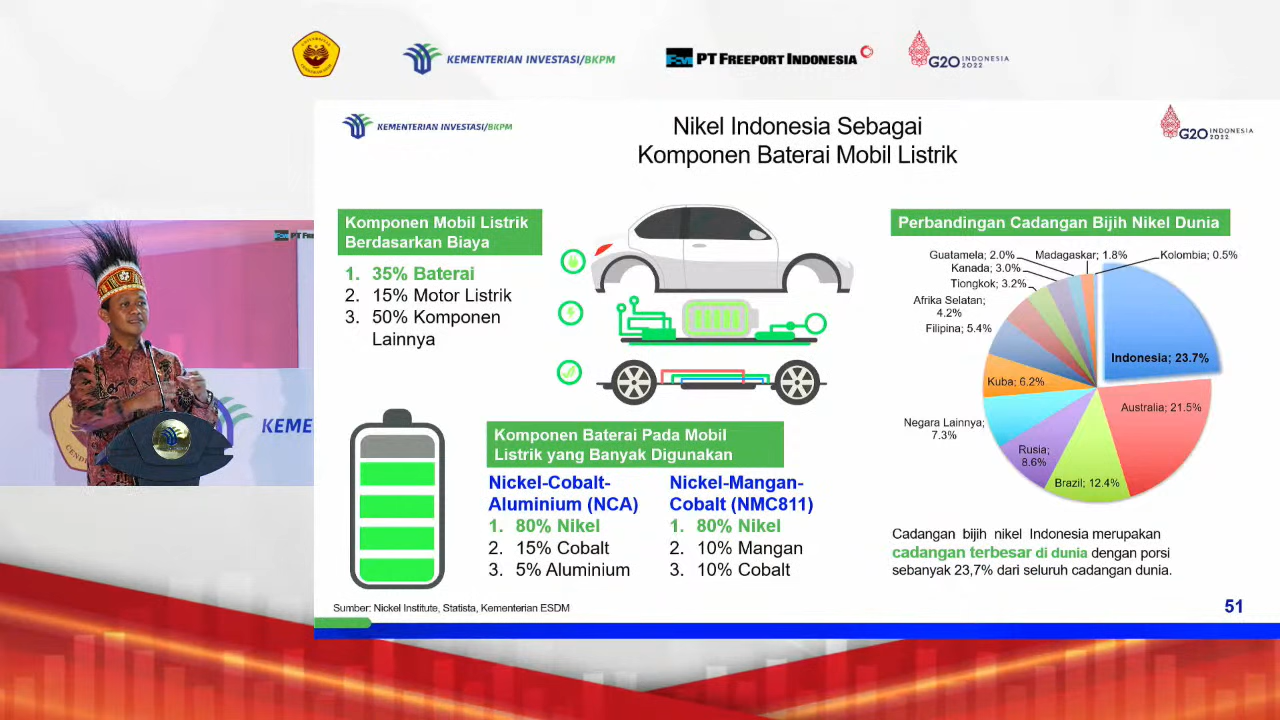 KEMENTERIAN INVESTASI/BKPM
PT FREEPORT INDONESIA
G20 INDONESIA
2022
KEMENTERIAN INVESTASI/BKPM
Nikel Indonesia Sebagai
Komponen Baterai Mobil Listrik
G20 INDONESIA
2022
Komponen Mobil Listrik
Berdasarkan Biaya
1. 35% Baterai
2. 15% Motor Listrik
3. 50% Komponen
Lainnya
Perbandingan Cadangan Bijih Nikel Dunia
Guatamela; 2.0%
Madagaskar; 1.8%
Kolombia; 0.5%
Kanada; 3.0%
Tiongkok; 3.2%
Afrika Selatan;
4.2%
Filipina; 5.4%
Indonesia; 23.7%
Kuba; 6.2%
Australia; 21.5%
Negara Lainnya;
7.3%
Rusia;
8.6%
Brazil; 12.4%
PT Fre
KEME
CEND
Komponen Baterai Pada Mobil
Listrik yang Banyak Digunakan
Nickel-Cobalt-
Aluminium (NCA)
1. 80% Nikel
2. 15% Cobalt
3. 5% Aluminium
Nickel-Mangan-
Cobalt (NMC811)
1. 80% Nikel
2. 10% Mangan
3. 10% Cobalt
Cadangan bijih nikel Indonesia merupakan
cadangan terbesar di dunia dengan porsi
sebanyak 23,7% dari seluruh cadangan dunia.
Sumber: Nickel Institute, Statista, Kementerian ESDM
51